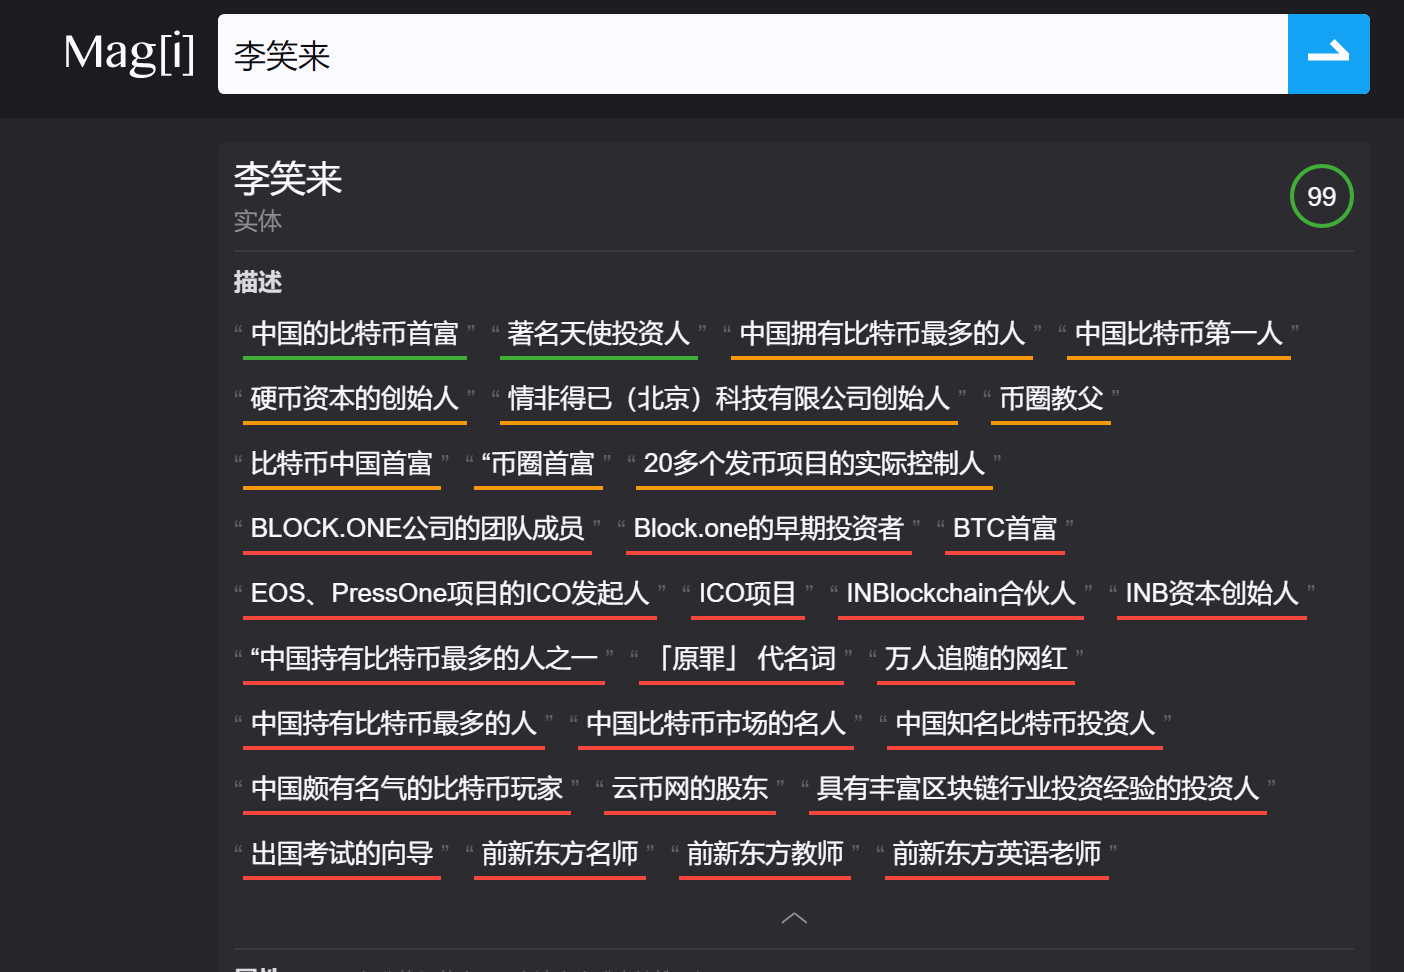 Mag[i] 李笑来
李笑来
99
实体
描述
“ 中国的比特币首富 ” “ 著名天使投资人 ” “ 中国拥有比特币最多的人 ” “ 中国比特币第一人 ”
“ 硬币资本的创始人 ” “ 情非得已（北京）科技有限公司创始人 ” “ 币圈教父 ”
“ 比特币中国首富 ” “ “币圈首富 ” “ 20多个发币项目的实际控制人 ”
“ BLOCK.ONE公司的团队成员 ” “ Block.one的早期投资者 ” “ BTC首富 ”
“ EOS、PressOne项目的ICO发起人 ” “ ICO项目 ” “ INBlockchain合伙人 ” “ INB资本创始人 ”
“ “中国持有比特币最多的人之一 ” “ 「原罪」 代名词 ” “ 万人追随的网红 ”
“ 中国持有比特币最多的人 ” “ 中国比特币市场的名人 ” “ 中国知名比特币投资人 ”
“ 中国颇有名气的比特币玩家 ” “ 云币网的股东 ” “ 具有丰富区块链行业投资经验的投资人 ”
“ 出国考试的向导 ” “ 前新东方名师 ” “ 前新东方教师 ” “ 前新东方英语老师 ”